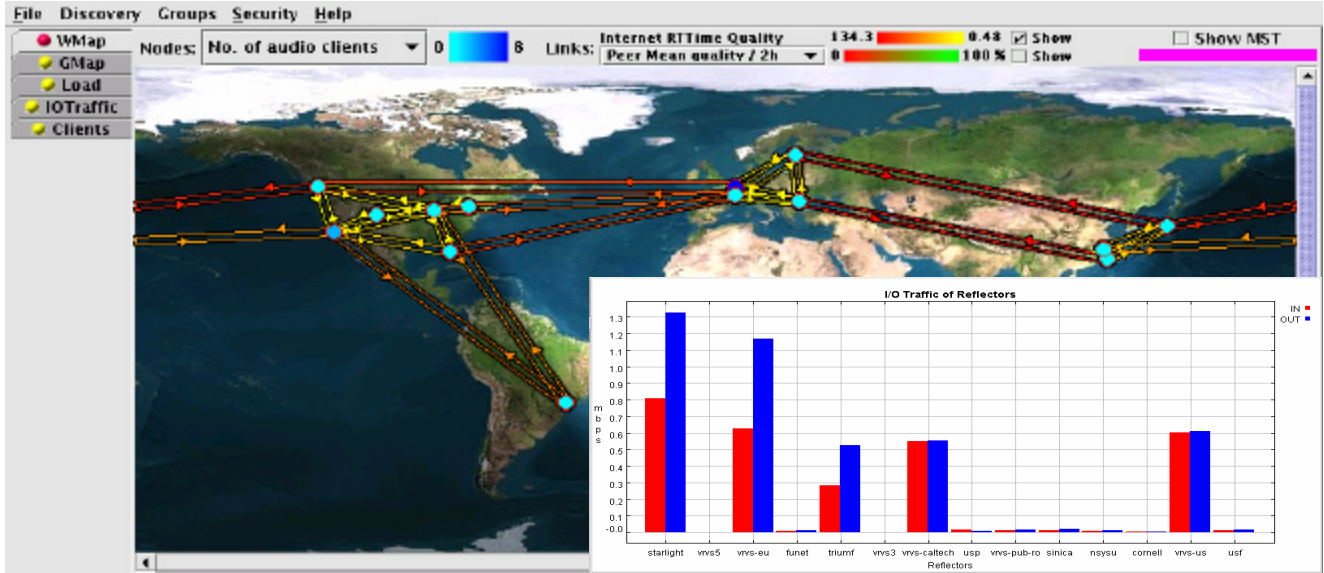 File Discovery Groups Security Help
WMap
GMap
Load
IOTraffic
Clients
Nodes: No. of audio clients 0 8
Links: Internet RTTime Quality 134.3 0.48 Show
Peer Mean quality / 2h 0 100 % Show
Show MST
I/O Traffic of Reflectors
IN
OUT
1.3
1.2
1.1
1.0
0.9
0.8
0.7
0.6
0.5
0.4
0.3
0.2
0.1
-0.0
mbps
starlight vrvs5 vrvs-eu funet triumf vrvs3 vrvs-caltech usp vrvs-pub-ro sinica nsysu cornell vrvs-us usf
Reflectors